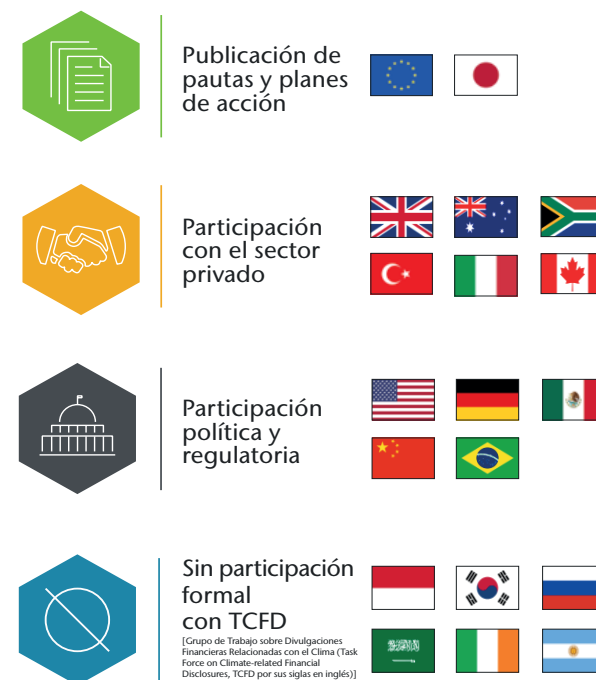 Publicación de
pautas y planes
de acción
Participación
con el sector
privado
Participación
política y
regulatoria
Sin participación
formal
con TCFD
[Grupo de Trabajo sobre Divulgaciones
Financieras Relacionadas con el Clima (Task
Force on Climate-related Financial
Disclosures, TCFD por sus siglas en inglés)]